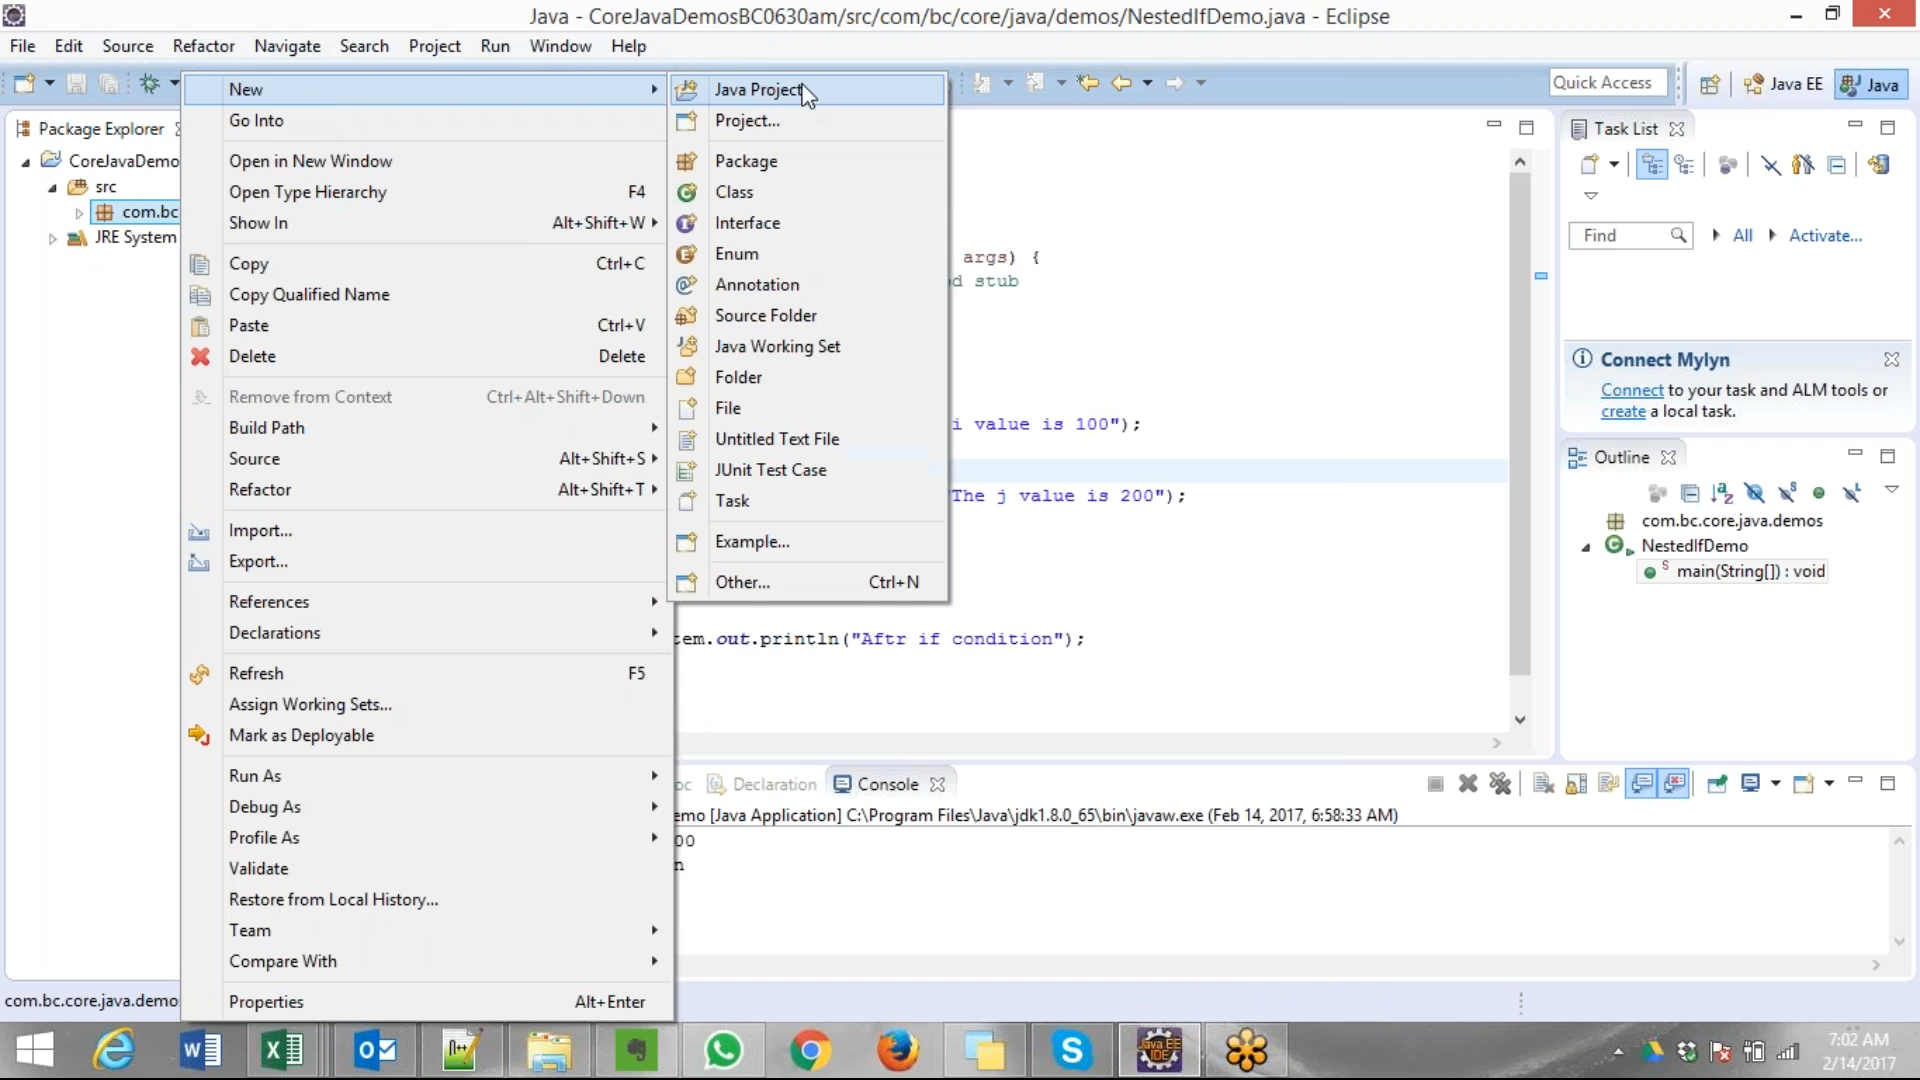 Java - CoreJavaDemosBC0630am/src/com/bc/core/java/demos/NestedIfDemo.java - Eclipse
File Edit Source Refactor Navigate Search Project Run Window Help
Quick Access
Java EE
Java
Package Explorer
CoreJavaDemo
src
com.bc
JRE System
New
Go Into
Open in New Window
Open Type Hierarchy F4
Show In Alt+Shift+W
Copy Ctrl+C
Copy Qualified Name
Paste Ctrl+V
Delete Delete
Remove from Context Ctrl+Alt+Shift+Down
Build Path
Source Alt+Shift+S
Refactor Alt+Shift+T
Import...
Export...
References
Declarations
Refresh F5
Assign Working Sets...
Mark as Deployable
Run As
Debug As
Profile As
Validate
Restore from Local History...
Team
Compare With
Properties Alt+Enter
Java Project
Project...
Package
Class
Interface
Enum
Annotation
Source Folder
Java Working Set
Folder
File
Untitled Text File
JUnit Test Case
Task
Example...
Other... Ctrl+N
args) {
d stub
i value is 100");
"The j value is 200");
tem.out.println("Aftr if condition");
Task List
Find
All
Activate...
Connect Mylyn
Connect to your task and ALM tools or
create a local task.
Outline
com.bc.core.java.demos
NestedIfDemo
main(String[]) : void
oc Declaration Console
emo [Java Application] C:\Program Files\Java\jdk1.8.0_65\bin\javaw.exe (Feb 14, 2017, 6:58:33 AM)
00
n
com.bc.core.java.demo
Java EE
IDE
7:02 AM
2/14/2017